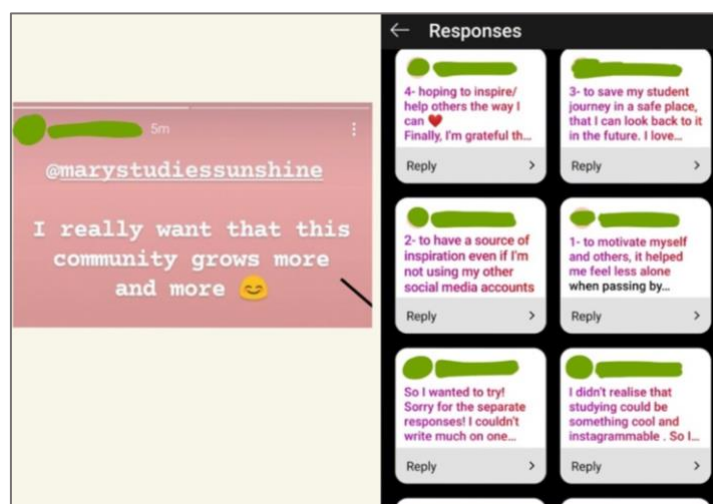 5m
@marystudiessunshine
I really want that this
community grows more
and more 😊
Responses
4- hoping to inspire/
help others the way I
can ❤️
Finally, I'm grateful th...
Reply
3- to save my student
journey in a safe place,
that I can look back to it
in the future. I love...
Reply
2- to have a source of
inspiration even if I'm
not using my other
social media accounts
Reply
1- to motivate myself
and others, it helped
me feel less alone
when passing by...
Reply
So I wanted to try!
Sorry for the separate
responses! I couldn't
write much on one...
Reply
I didn't realise that
studying could be
something cool and
instagrammable . So I...
Reply